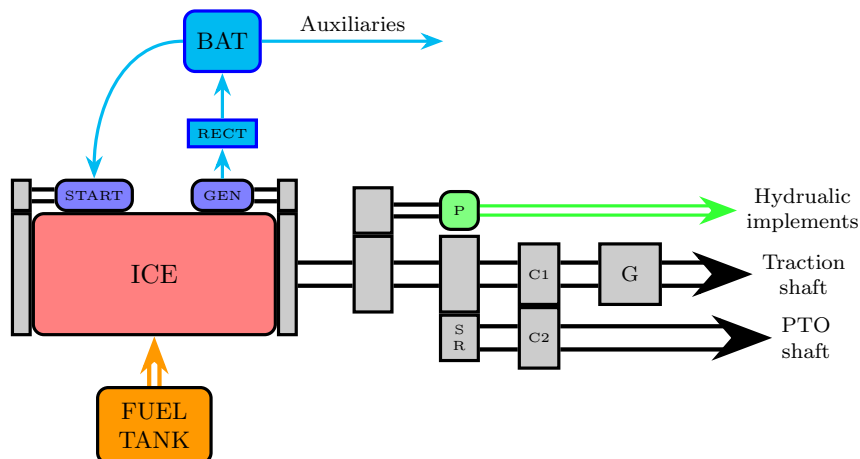 Auxiliaries
BAT
RECT
START
GEN
P
Hydrualic
implements
ICE
C1
G
Traction
shaft
S
R
C2
PTO
shaft
FUEL
TANK